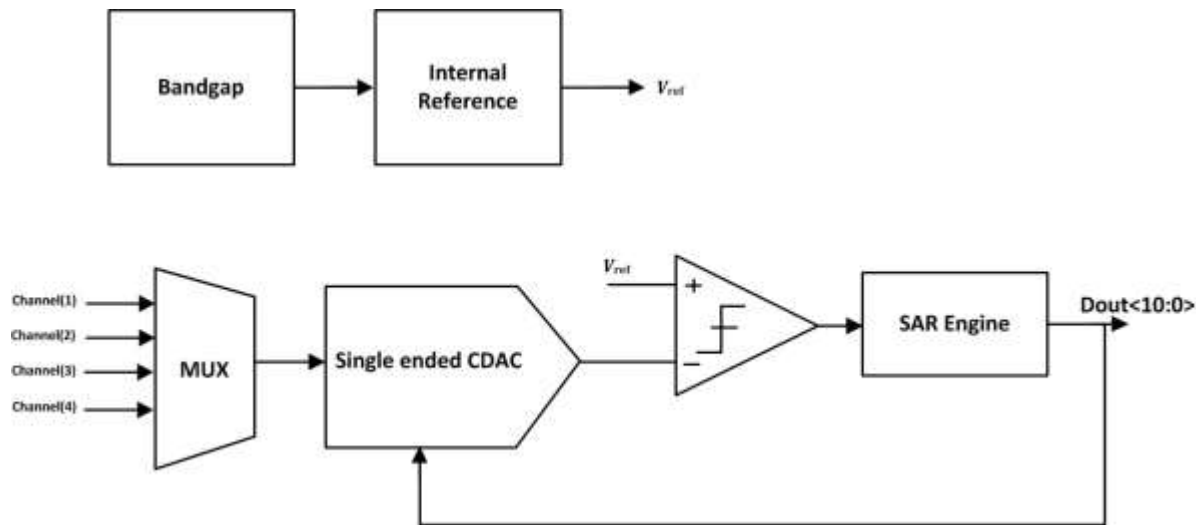 Bandgap
Internal
Reference
Vref
Channel(1)
Channel(2)
Channel(3)
Channel(4)
MUX
Single ended CDAC
Vref
+
−
SAR Engine
Dout<10:0>